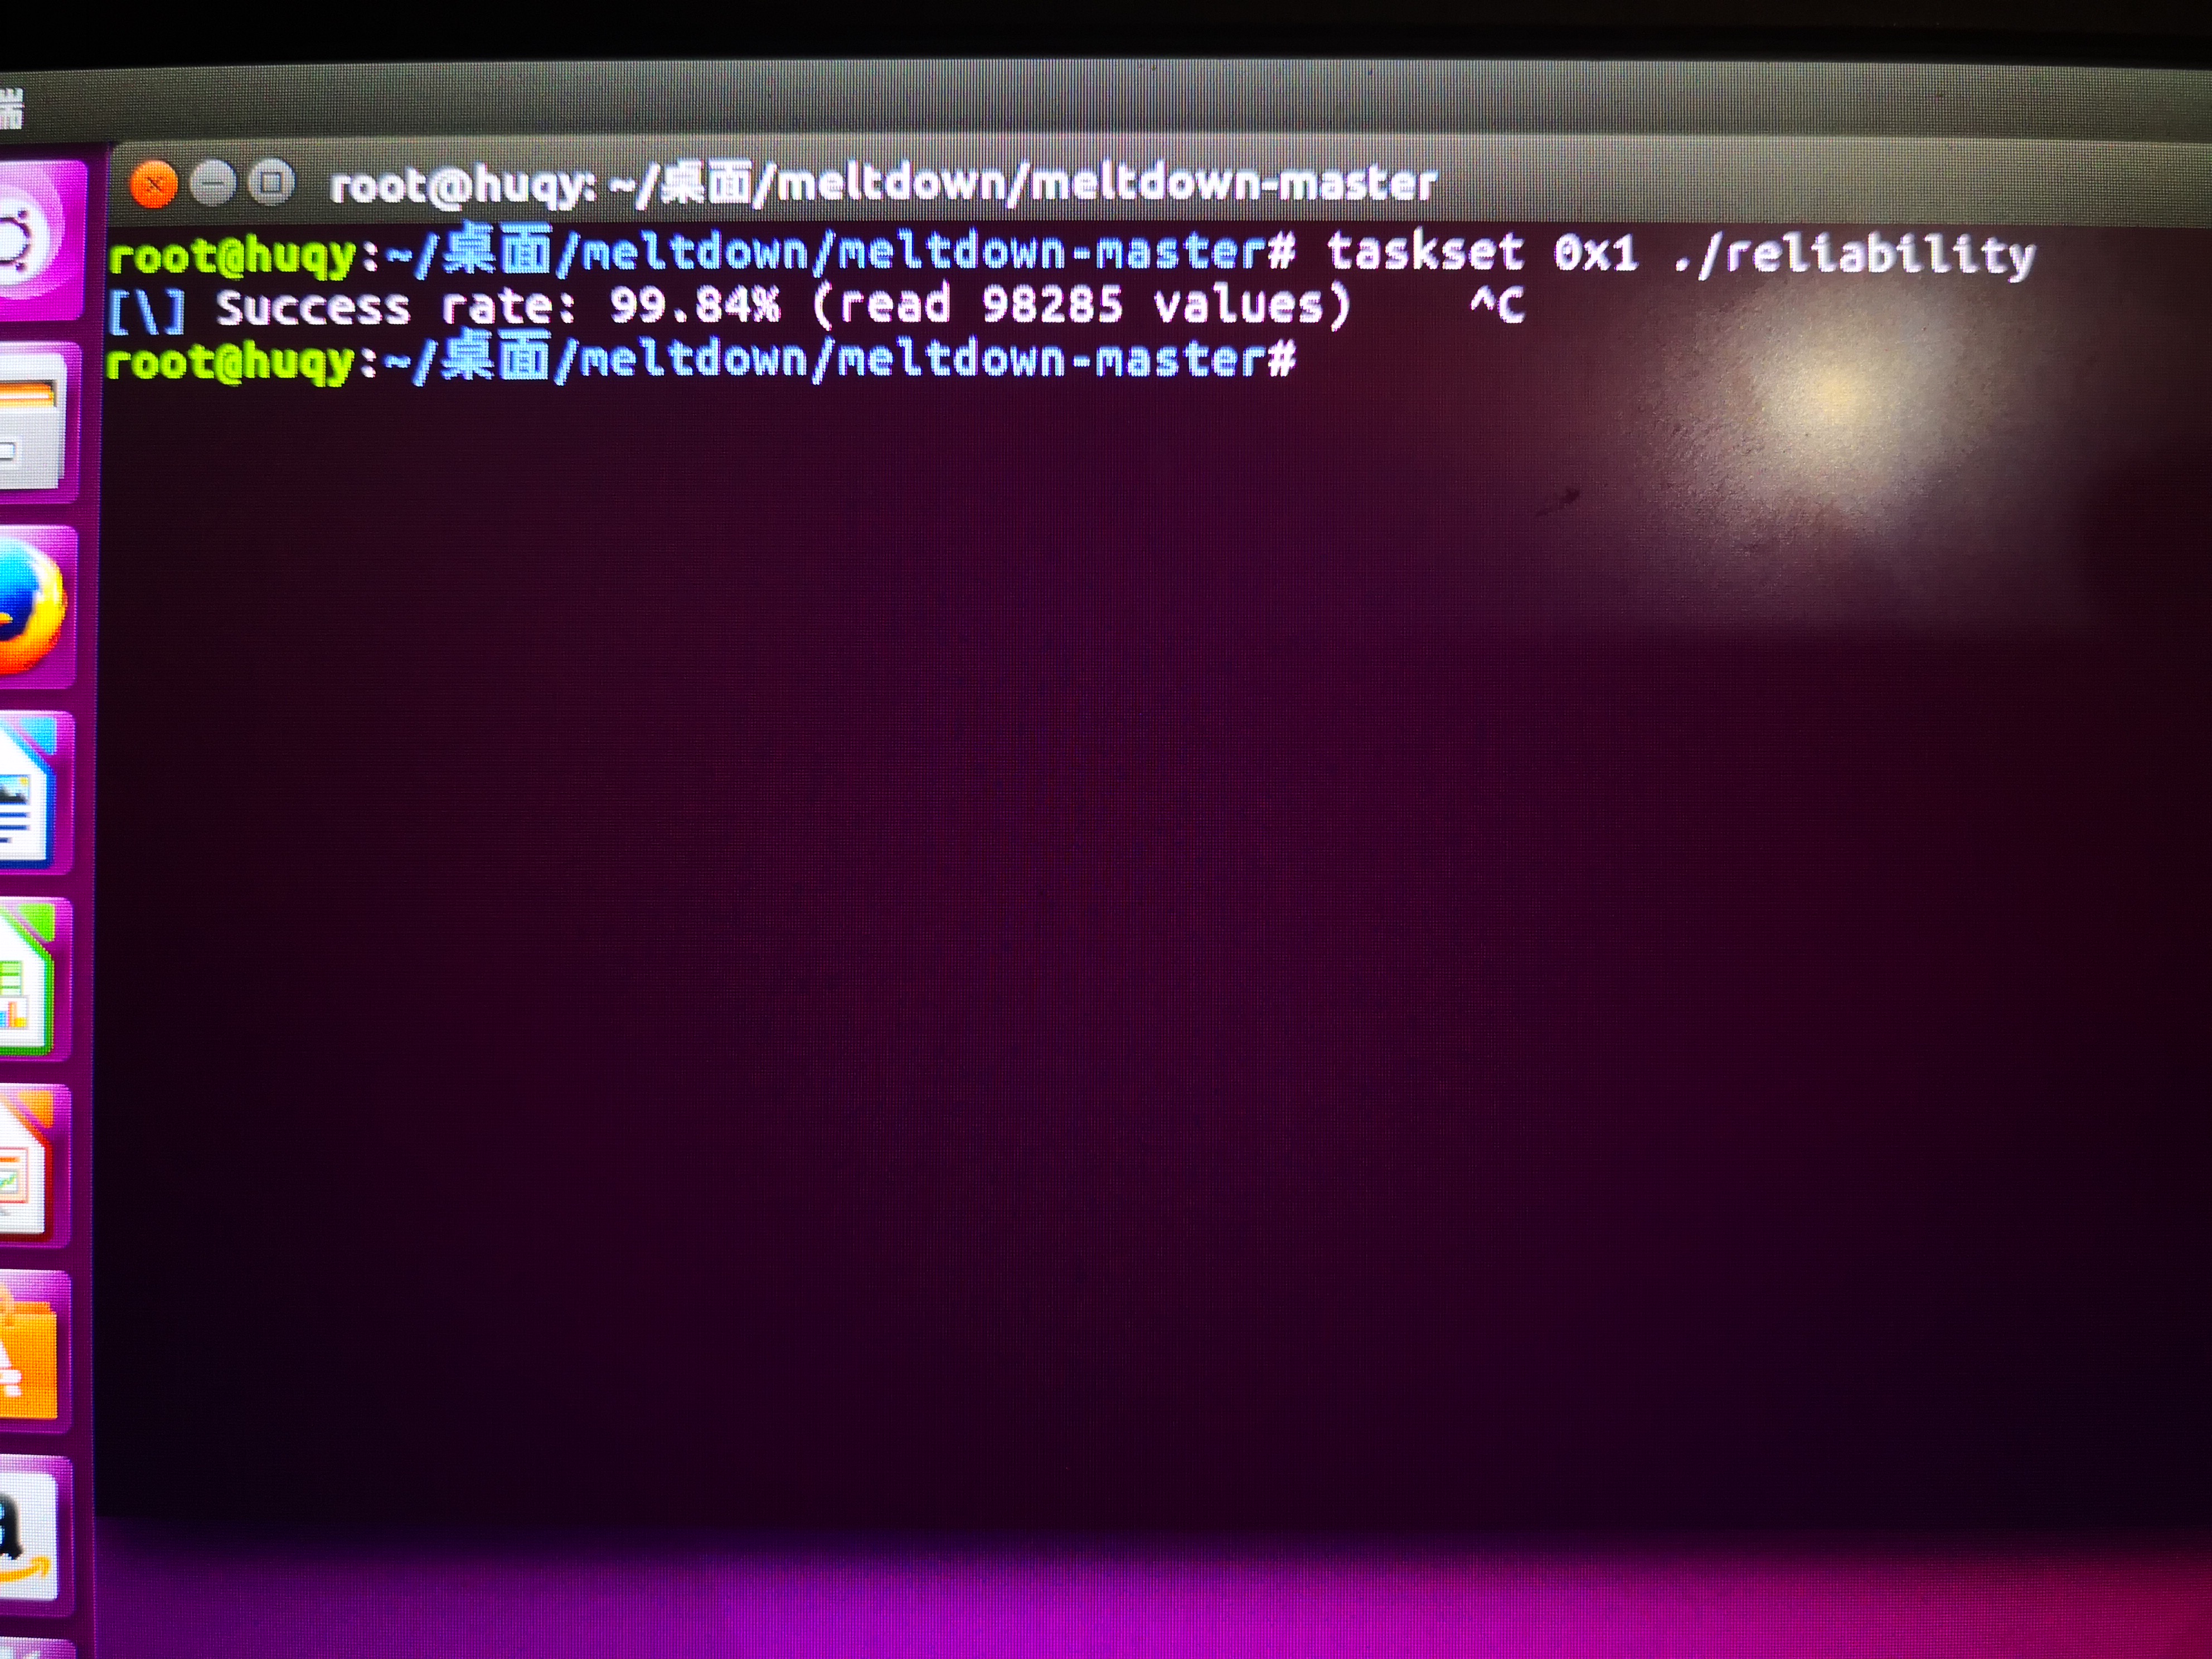 端
root@huqy: ~/桌面/meltdown/meltdown-master
root@huqy:~/桌面/meltdown/meltdown-master# taskset 0x1 ./reliability
[\] Success rate: 99.84% (read 98285 values)     ^C
root@huqy:~/桌面/meltdown/meltdown-master#